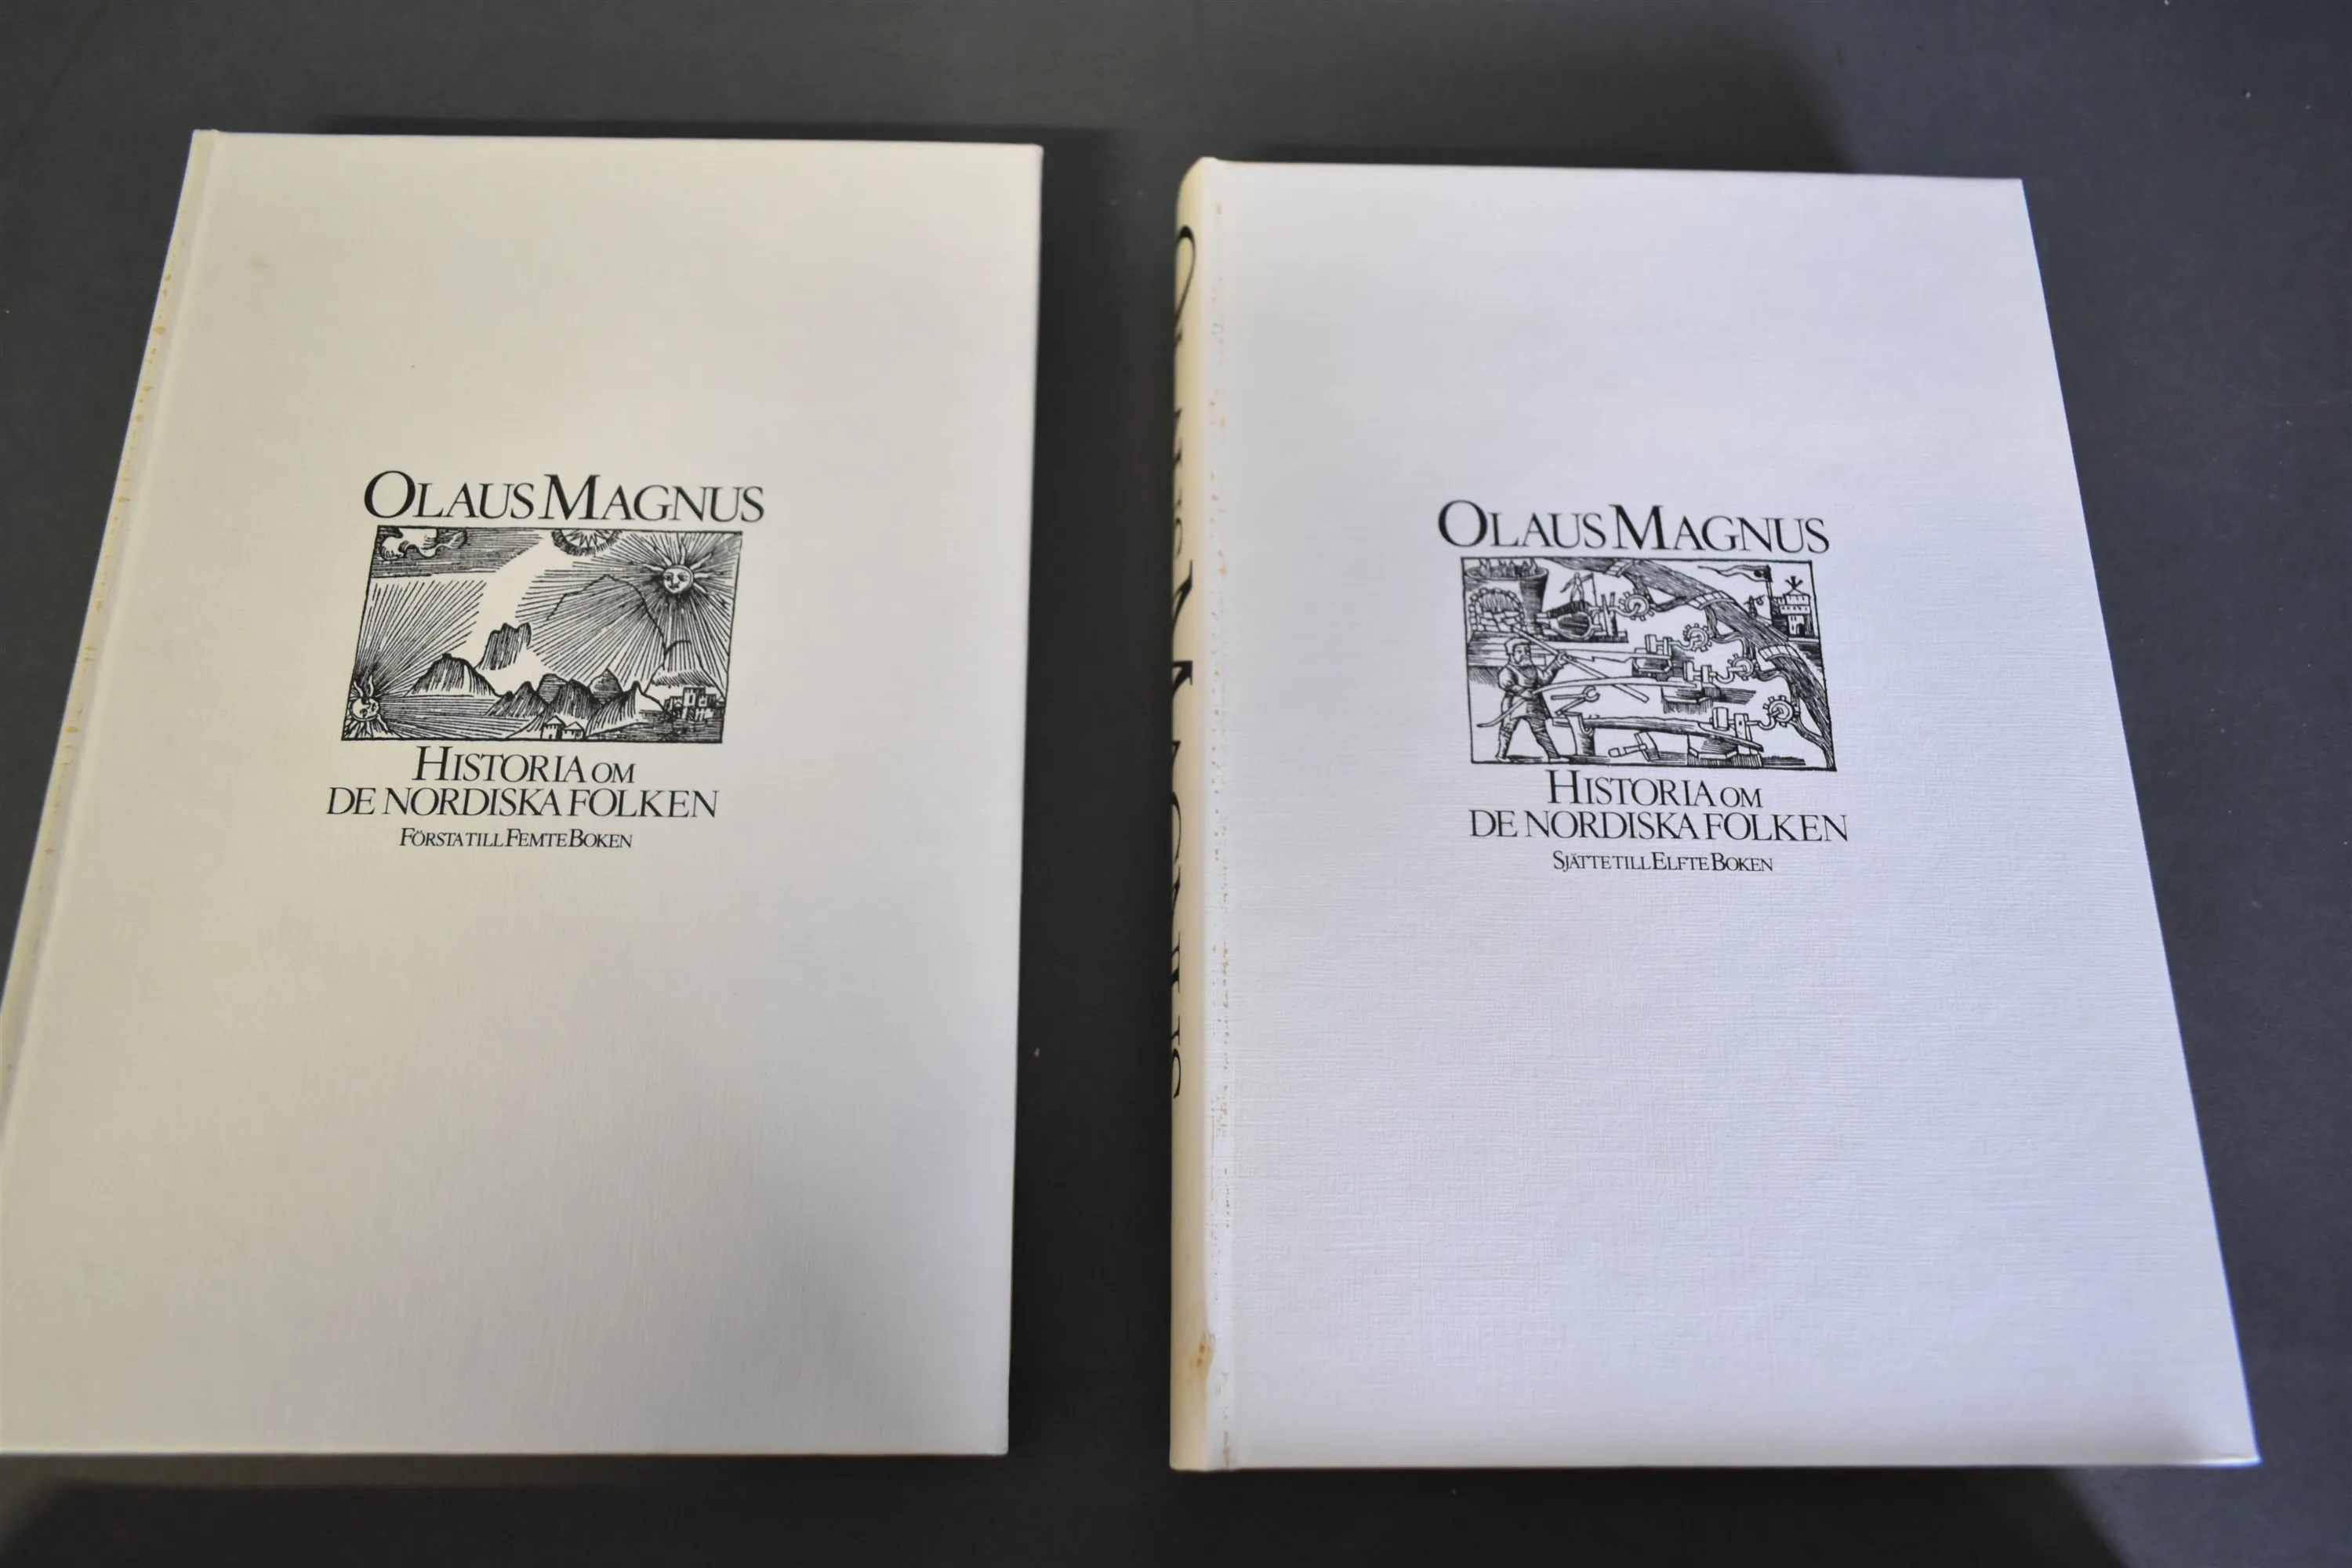 OLAUS MAGNUS
HISTORIA OM
DE NORDISKA FOLKEN
FÖRSTA TILL FEMTE BOKEN
OLAUS MAGNUS
OLAUS MAGNUS
HISTORIA OM
DE NORDISKA FOLKEN
SJÄTTE TILL ELFTE BOKEN